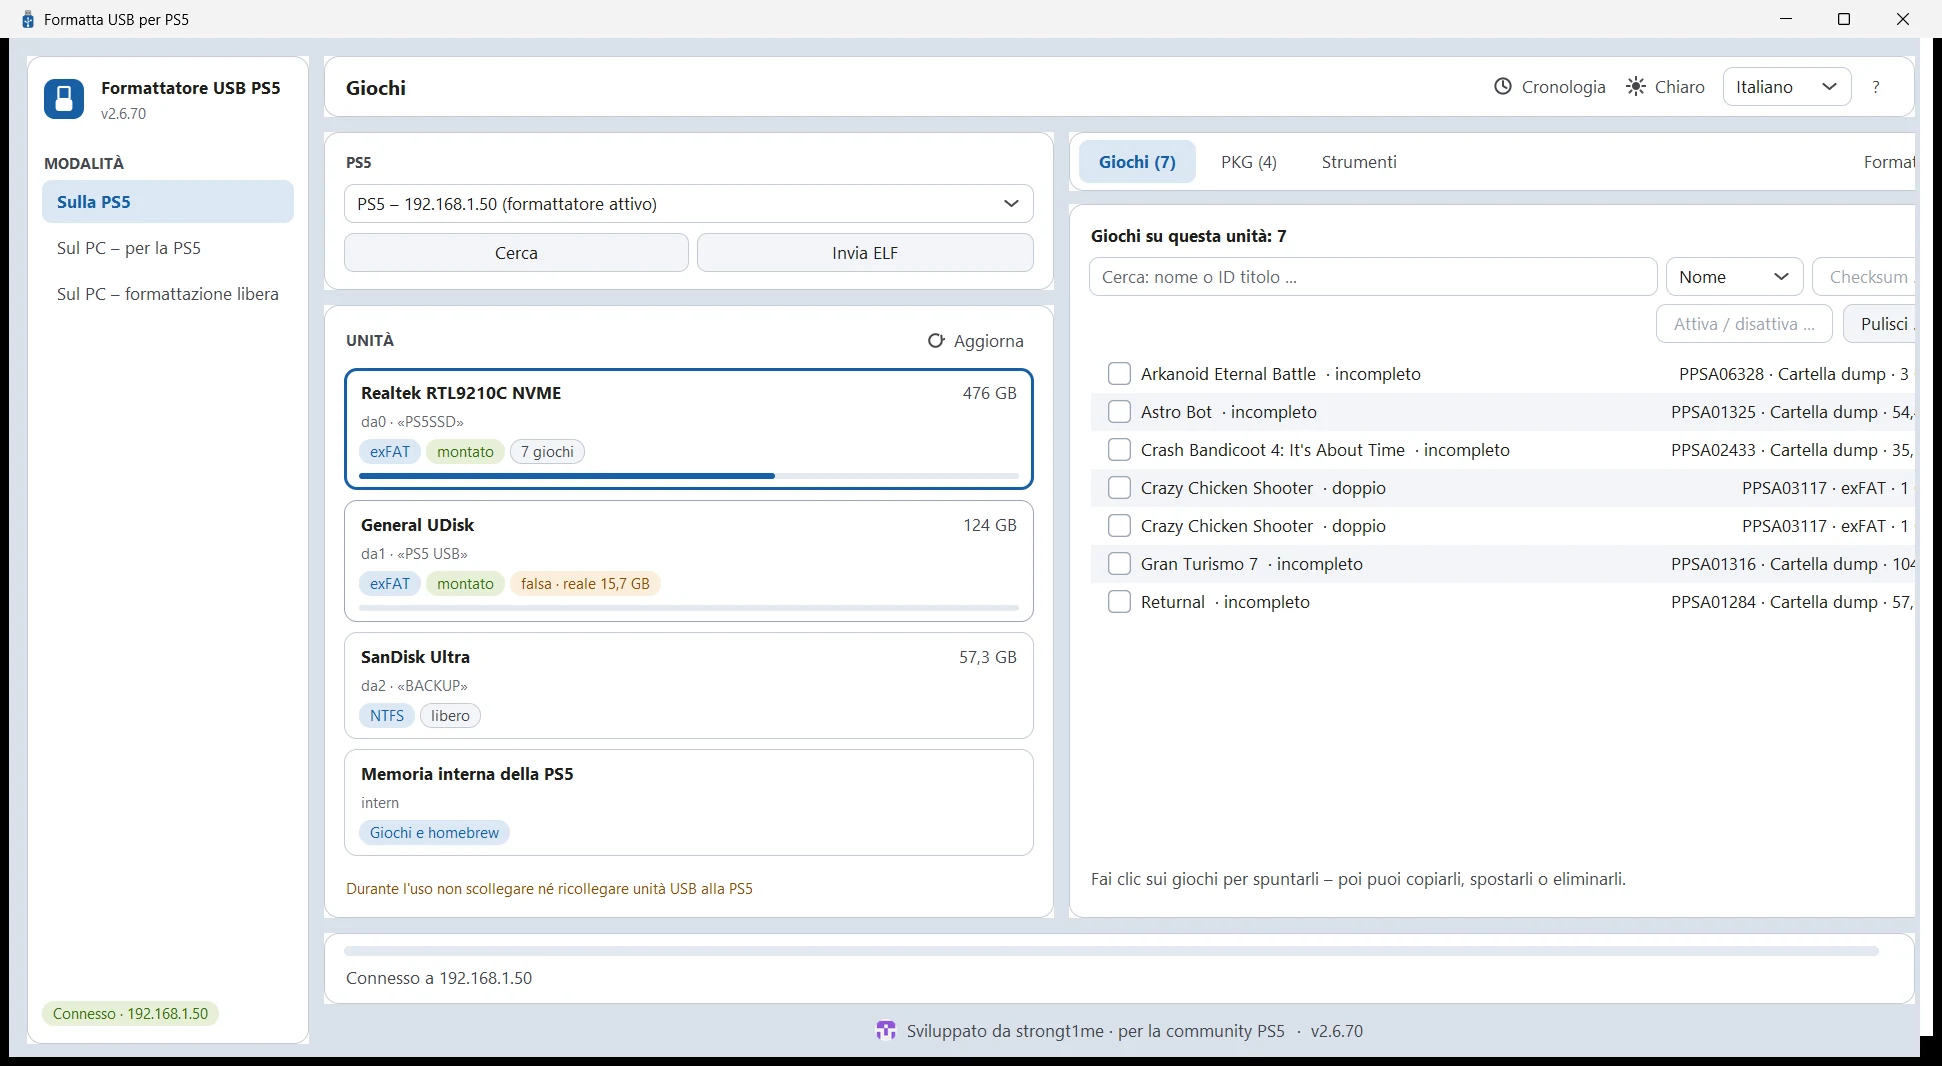 Formatta USB per PS5
Formattatore USB PS5
v2.6.70
MODALITÀ
Sulla PS5
Sul PC – per la PS5
Sul PC – formattazione libera
Connesso · 192.168.1.50
Giochi
Cronologia
Chiaro
Italiano
?
PS5
PS5 – 192.168.1.50 (formattatore attivo)
Cerca
Invia ELF
UNITÀ
Aggiorna
Realtek RTL9210C NVME 476 GB
da0 · «PS5SSD»
exFAT montato 7 giochi
General UDisk 124 GB
da1 · «PS5 USB»
exFAT montato falsa · reale 15,7 GB
SanDisk Ultra 57,3 GB
da2 · «BACKUP»
NTFS libero
Memoria interna della PS5
intern
Giochi e homebrew
Durante l'uso non scollegare né ricollegare unità USB alla PS5
Giochi (7) PKG (4) Strumenti Format
Giochi su questa unità: 7
Cerca: nome o ID titolo ... Nome Checksum .
Attiva / disattiva ... Pulisci .
Arkanoid Eternal Battle · incompleto PPSA06328 · Cartella dump · 3
Astro Bot · incompleto PPSA01325 · Cartella dump · 54,
Crash Bandicoot 4: It's About Time · incompleto PPSA02433 · Cartella dump · 35,
Crazy Chicken Shooter · doppio PPSA03117 · exFAT · 1
Crazy Chicken Shooter · doppio PPSA03117 · exFAT · 1
Gran Turismo 7 · incompleto PPSA01316 · Cartella dump · 104
Returnal · incompleto PPSA01284 · Cartella dump · 57,
Fai clic sui giochi per spuntarli – poi puoi copiarli, spostarli o eliminarli.
Connesso a 192.168.1.50
Sviluppato da strongt1me · per la community PS5 · v2.6.70